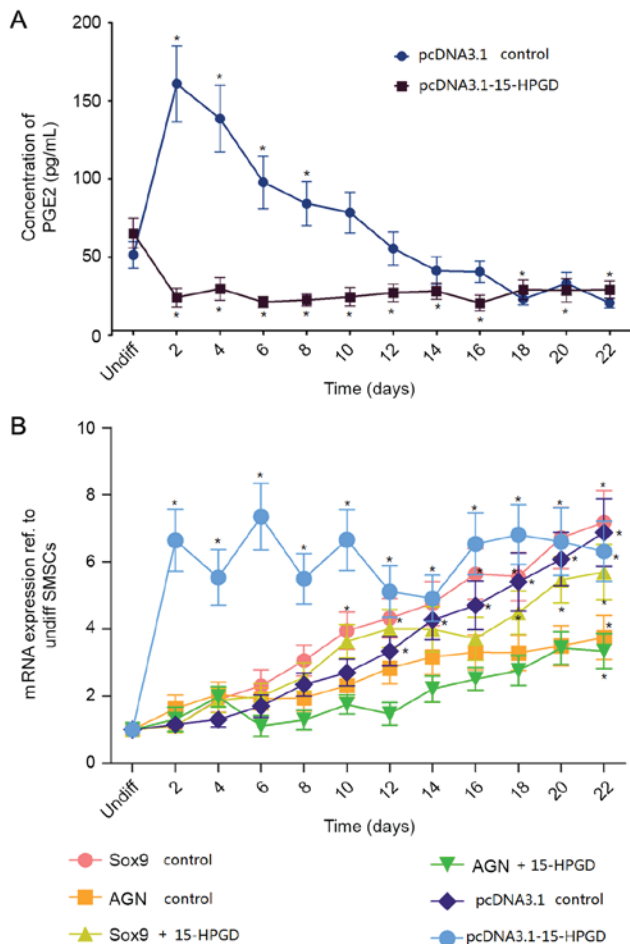 A
200
150
100
50
0
Concentration of
PGE2 (pg/mL)
pcDNA3.1 control
pcDNA3.1-15-HPGD
* * * * *
* * * * * * * * * *
Undiff 2 4 6 8 10 12 14 16 18 20 22
Time (days)
B
10
8
6
4
2
0
mRNA expression ref. to
undiff SMSCs
Undiff 2 4 6 8 10 12 14 16 18 20 22
Time (days)
Sox9 control
AGN control
Sox9 + 15-HPGD
AGN + 15-HPGD
pcDNA3.1 control
pcDNA3.1-15-HPGD